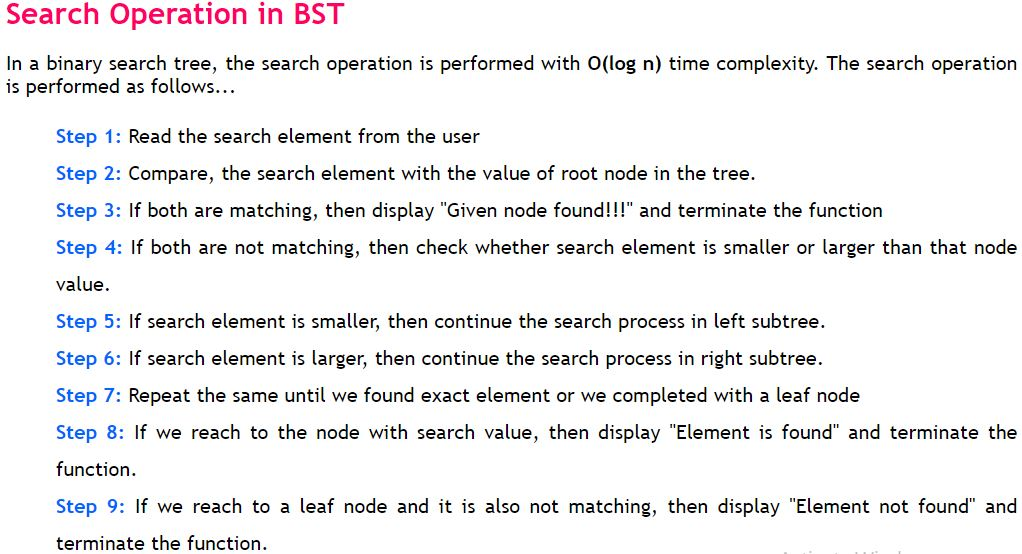 Search Operation in BST
In a binary search tree, the search operation is performed with O(log n) time complexity. The search operation
is performed as follows...
Step 1: Read the search element from the user
Step 2: Compare, the search element with the value of root node in the tree.
Step 3: If both are matching, then display "Given node found!!!" and terminate the function
Step 4: If both are not matching, then check whether search element is smaller or larger than that node
value.
Step 5: If search element is smaller, then continue the search process in left subtree.
Step 6: If search element is larger, then continue the search process in right subtree.
Step 7: Repeat the same until we found exact element or we completed with a leaf node
Step 8: If we reach to the node with search value, then display "Element is found" and terminate the
function.
Step 9: If we reach to a leaf node and it is also not matching, then display "Element not found" and
terminate the function.